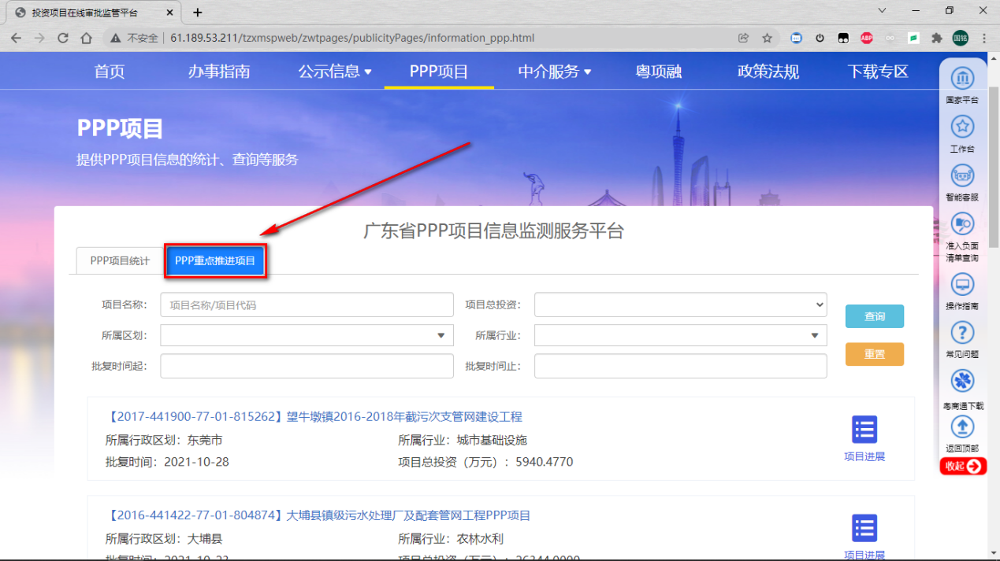 投资项目在线审批监管平台
不安全 61.189.53.211/tzxmspweb/zwtpages/publicityPages/information_ppp.html
ABP
国铭
首页 办事指南 公示信息 PPP项目 中介服务 粤项融 政策法规 下载专区
PPP项目
提供PPP项目信息的统计、查询等服务
国家平台
工作台
智能客服
准入负面
清单查询
操作指南
常见问题
粤商通下载
返回顶部
收起
广东省PPP项目信息监测服务平台
PPP项目统计 PPP重点推进项目
项目名称: 项目名称/项目代码 项目总投资:
查询
所属区划: 所属行业:
重置
批复时间起: 批复时间止:
【2017-441900-77-01-815262】望牛墩镇2016-2018年截污次支管网建设工程
所属行政区划：东莞市 所属行业：城市基础设施
批复时间：2021-10-28 项目总投资（万元）：5940.4770
项目进展
【2016-441422-77-01-804874】大埔县镇级污水处理厂及配套管网工程PPP项目
所属行政区划：大埔县 所属行业：农林水利
项目进展